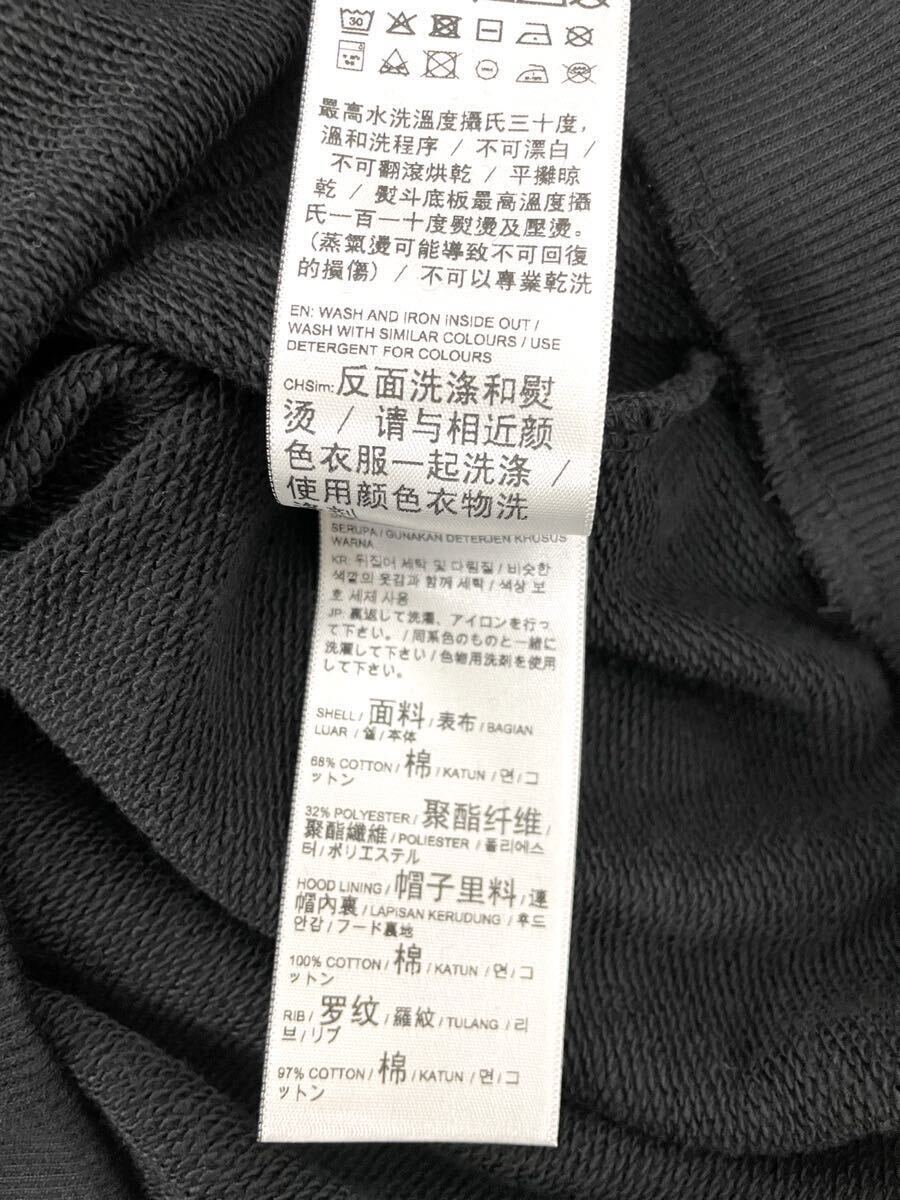 30
最高水洗溫度攝氏三十度，
溫和洗程序 / 不可漂白 /
不可翻滾烘乾 / 平攤晾
乾 / 熨斗底板最高溫度攝
氏一百一十度熨燙及壓燙。
(蒸氣燙可能導致不可回復
的損傷) / 不可以專業乾洗
EN: WASH AND IRON INSIDE OUT /
WASH WITH SIMILAR COLOURS / USE
DETERGENT FOR COLOURS
CHSim: 反面洗涤和熨
烫 / 请与相近颜
色衣服一起洗涤 /
使用颜色衣物洗
SERUPA / GUNAKAN DETERJEN KHUSUS
WARNA
KR: 뒤집어 세탁 및 다림질 / 비슷한
색깔의 옷감과 함께 세탁 / 색상 보
호 세제 사용
JP: 裏返して洗濯、アイロンを行っ
て下さい。/ 同系色のものと一緒に
洗濯して下さい / 色物用洗剤を使用
して下さい。
SHELL / 面料 / 表布 / BAGIAN
LUAR / 겉 / 本体
68% COTTON / 棉 / KATUN / 면 / コ
ットン
32% POLYESTER / 聚酯纤维 /
聚酯纖維 / POLIESTER / 폴리에스
터 / ポリエステル
HOOD LINING / 帽子里料 / 連
帽內裏 / LAPISAN KERUDUNG / 후드
안감 / フード裏地
100% COTTON / 棉 / KATUN / 면 / コ
ットン
RIB / 罗纹 / 羅紋 / TULANG / 리
브 / リブ
97% COTTON / 棉 / KATUN / 면 / コ
ットン